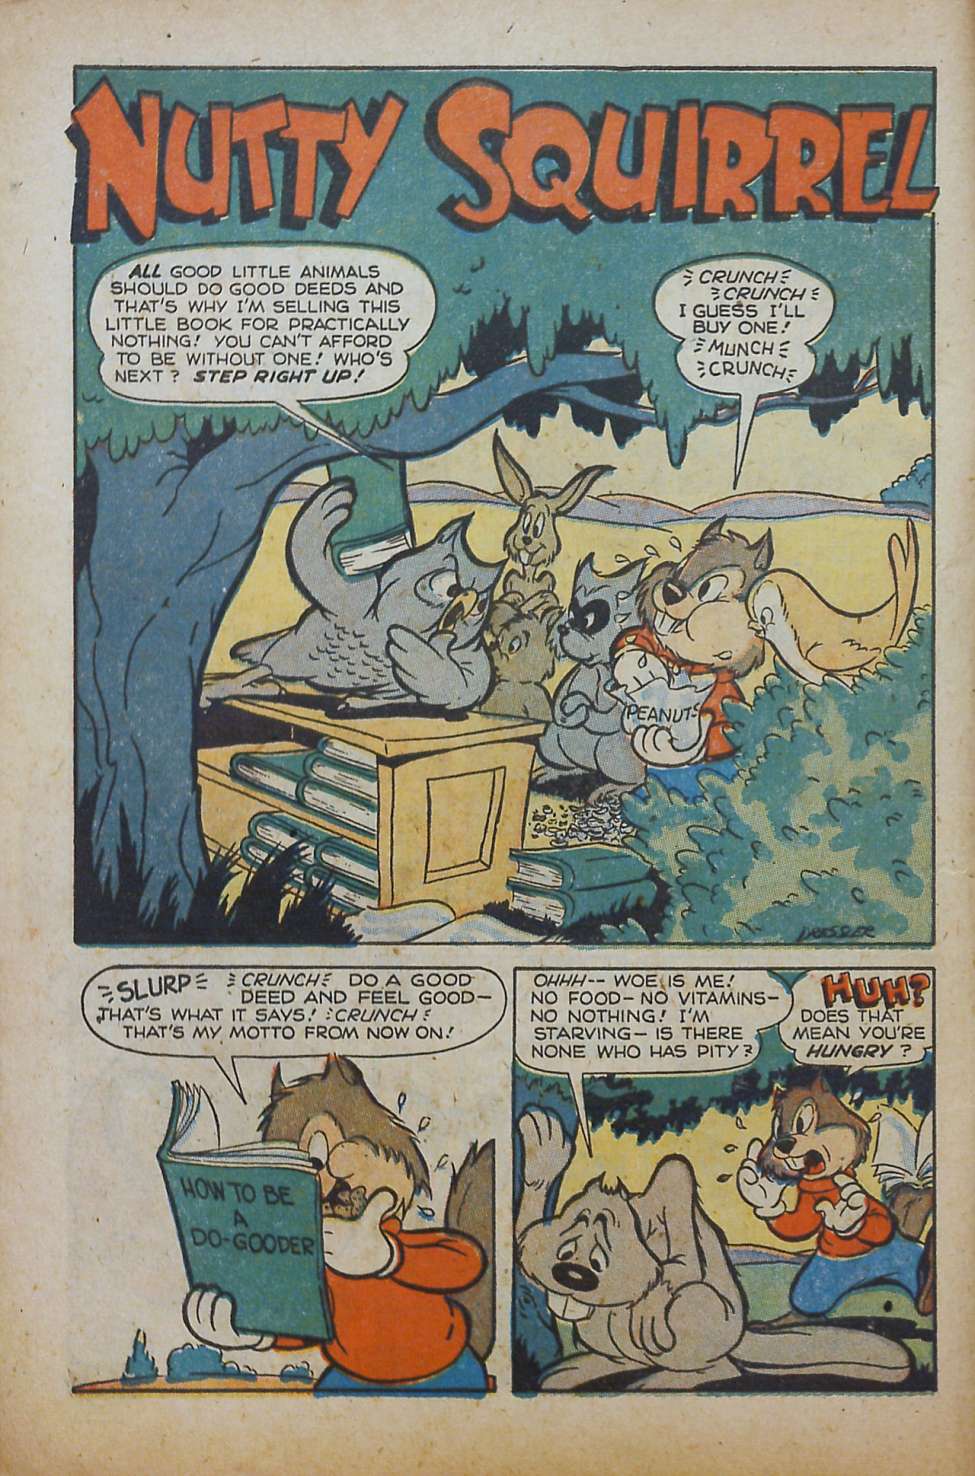 NUTTY SQUIRREL
ALL GOOD LITTLE ANIMALS
SHOULD DO GOOD DEEDS AND
THAT'S WHY I'M SELLING THIS
LITTLE BOOK FOR PRACTICALLY
NOTHING! YOU CAN'T AFFORD
TO BE WITHOUT ONE! WHO'S
NEXT? STEP RIGHT UP!
CRUNCH
CRUNCH
I GUESS I'LL
BUY ONE!
MUNCH
CRUNCH
PEANUTS
SLURP CRUNCH DO A GOOD
DEED AND FEEL GOOD—
THAT'S WHAT IT SAYS! CRUNCH
THAT'S MY MOTTO FROM NOW ON!
HOW TO BE
A
DO-GOODER
OHHH-- WOE IS ME!
NO FOOD— NO VITAMINS—
NO NOTHING! I'M
STARVING— IS THERE
NONE WHO HAS PITY?
HUH?
DOES THAT
MEAN YOU'RE
HUNGRY?